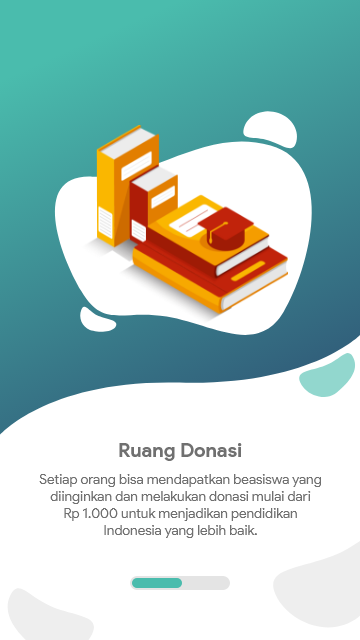 Ruang Donasi
Setiap orang bisa mendapatkan beasiswa yang
diinginkan dan melakukan donasi mulai dari
Rp 1.000 untuk menjadikan pendidikan
Indonesia yang lebih baik.